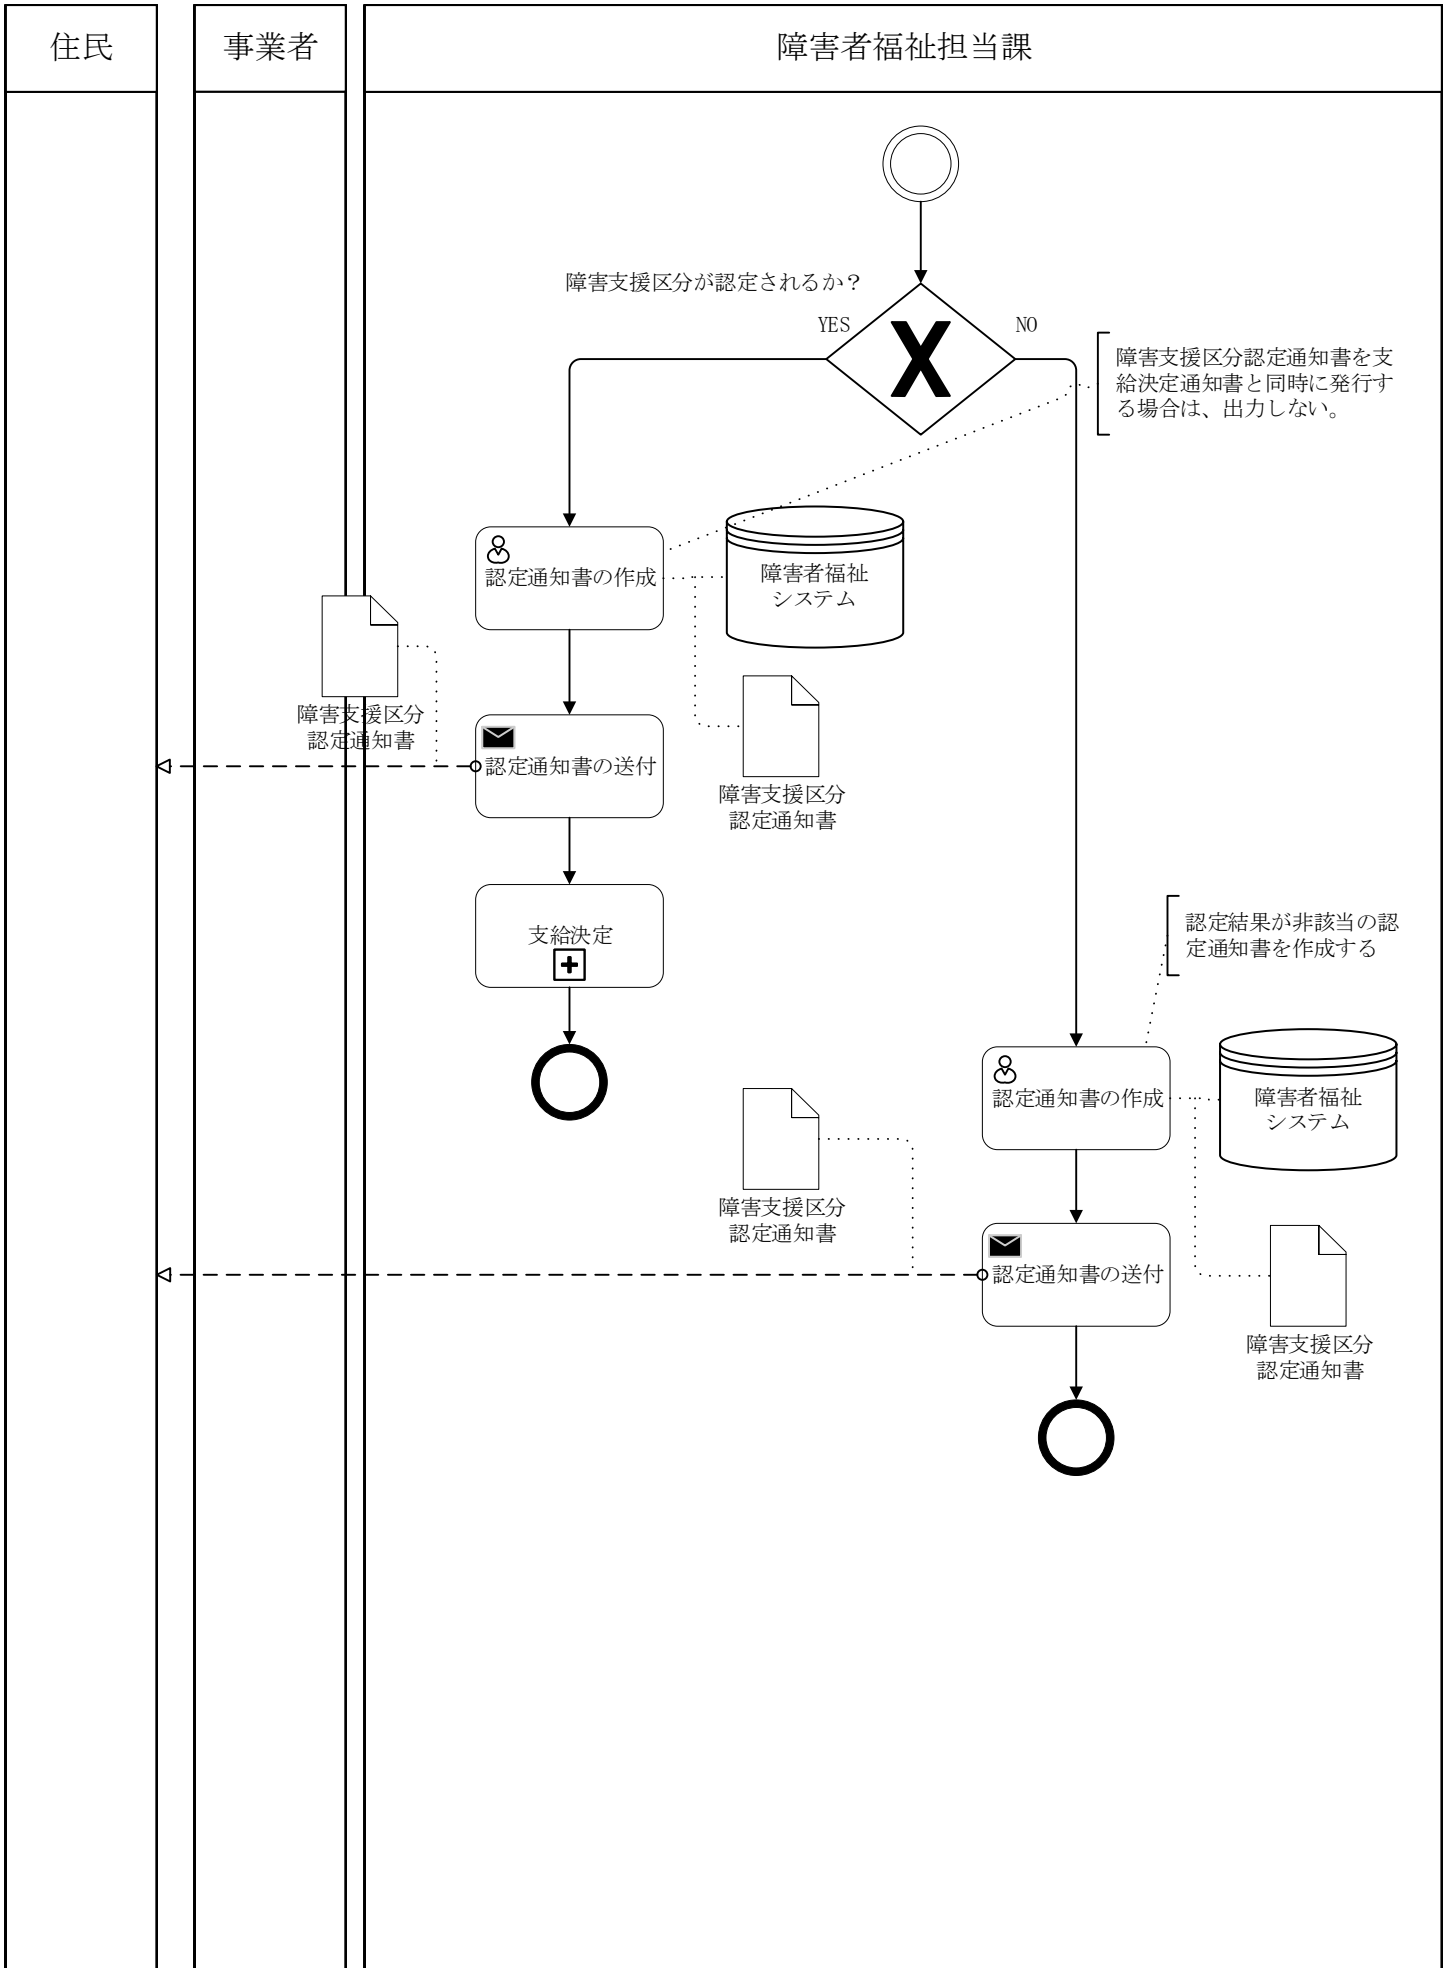 住民
事業者
障害者福祉担当課
障害支援区分が認定されるか？
YES
NO
障害支援区分認定通知書を支
給決定通知書と同時に発行す
る場合は、出力しない。
認定通知書の作成
障害者福祉
システム
障害支援区分
認定通知書
認定通知書の送付
障害支援区分
認定通知書
支給決定
認定結果が非該当の認
定通知書を作成する
認定通知書の作成
障害者福祉
システム
障害支援区分
認定通知書
認定通知書の送付
障害支援区分
認定通知書